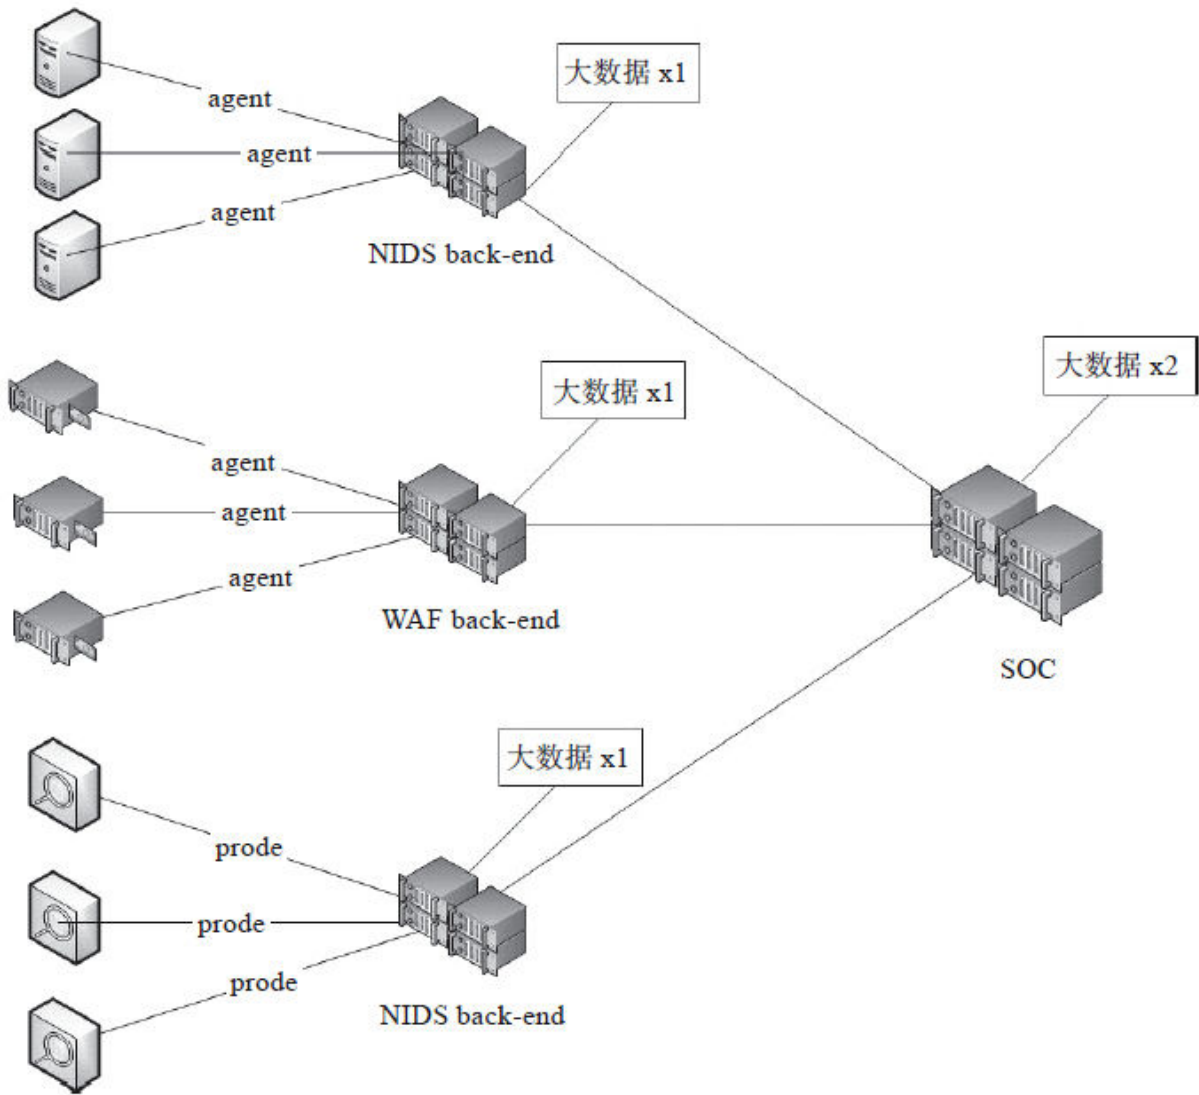 大数据 x1
agent
agent
agent
NIDS back-end
大数据 x2
大数据 x1
agent
agent
agent
WAF back-end
SOC
大数据 x1
prode
prode
prode
NIDS back-end